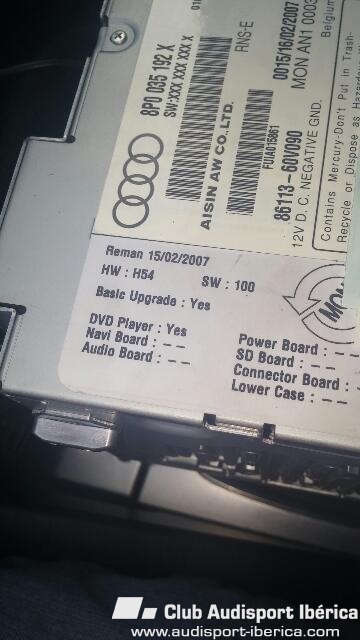 8P0 035 192 X
SW:XXX XXX XXX X
RNS-E
AISIN AW CO., LTD.
FUA015861
0015/16/02/2007
MON AN1 0003
Belgium
86113-60V090
12V D. C. NEGATIVE GND.
Contains Mercury-Don't Put in Trash-
Recycle or Dispose as Hazardous
Reman 15/02/2007
HW : H54
SW : 100
Basic Upgrade : Yes
DVD Player : Yes
Navi Board : - -
Audio Board : - -
Power Board : - -
SD Board : - -
Connector Board : -
Lower Case : - -
Club Audisport Ibérica
www.audisport-iberica.com